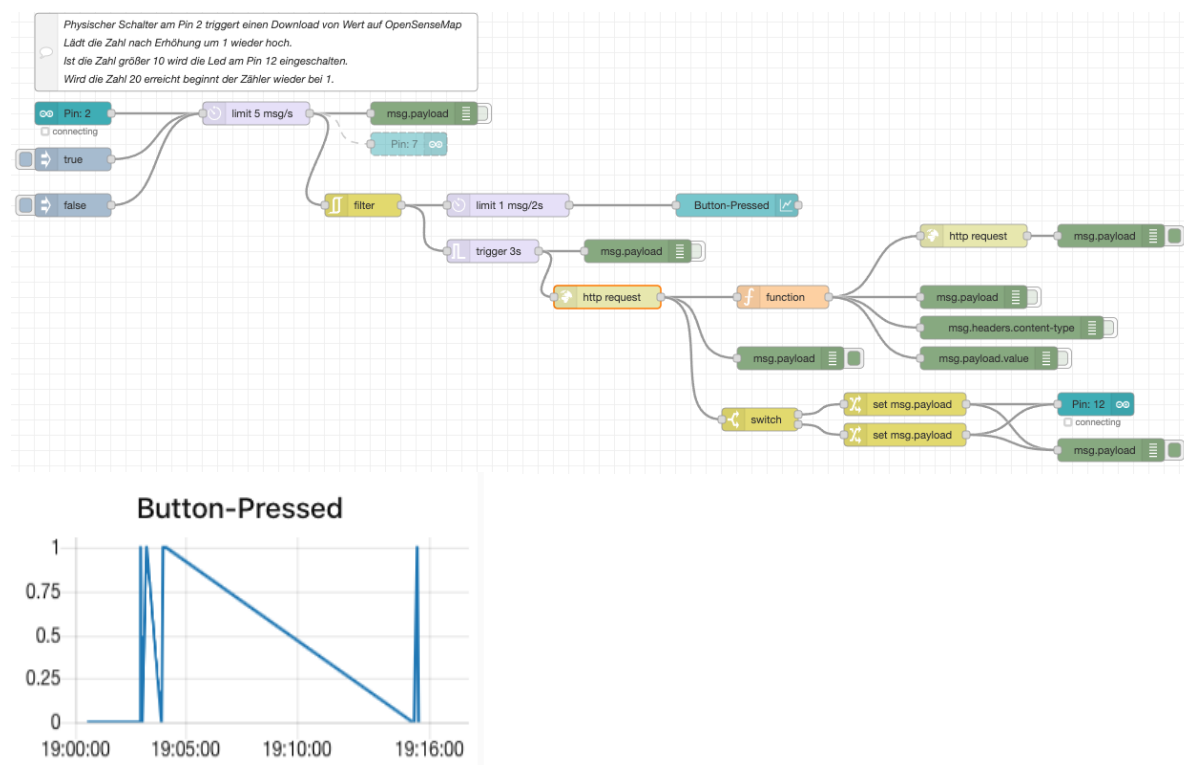 Physischer Schalter am Pin 2 triggert einen Download von Wert auf OpenSenseMap
Lädt die Zahl nach Erhöhung um 1 wieder hoch.
Ist die Zahl größer 10 wird die Led am Pin 12 eingeschalten.
Wird die Zahl 20 erreicht beginnt der Zähler wieder bei 1.
Pin: 2
limit 5 msg/s
msg.payload
connecting
Pin: 7
true
false
filter
limit 1 msg/2s
Button-Pressed
http request
msg.payload
trigger 3s
msg.payload
http request
function
msg.payload
msg.headers.content-type
msg.payload
msg.payload.value
set msg.payload
Pin: 12
switch
connecting
set msg.payload
msg.payload
Button-Pressed
1
0.75
0.5
0.25
0
19:00:00 19:05:00 19:10:00 19:16:00